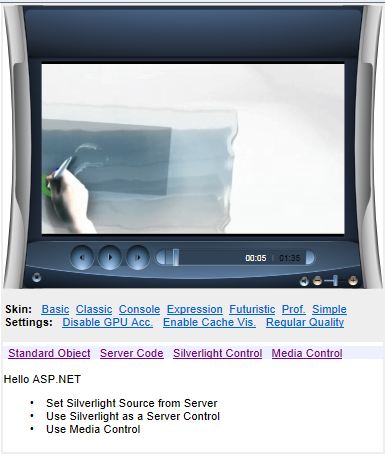 00:05 | 01:35
Skin: Basic Classic Console Expression Futuristic Prof. Simple
Settings: Disable GPU Acc. Enable Cache Vis. Regular Quality
Standard Object Server Code Silverlight Control Media Control
Hello ASP.NET
• Set Silverlight Source from Server
• Use Silverlight as a Server Control
• Use Media Control